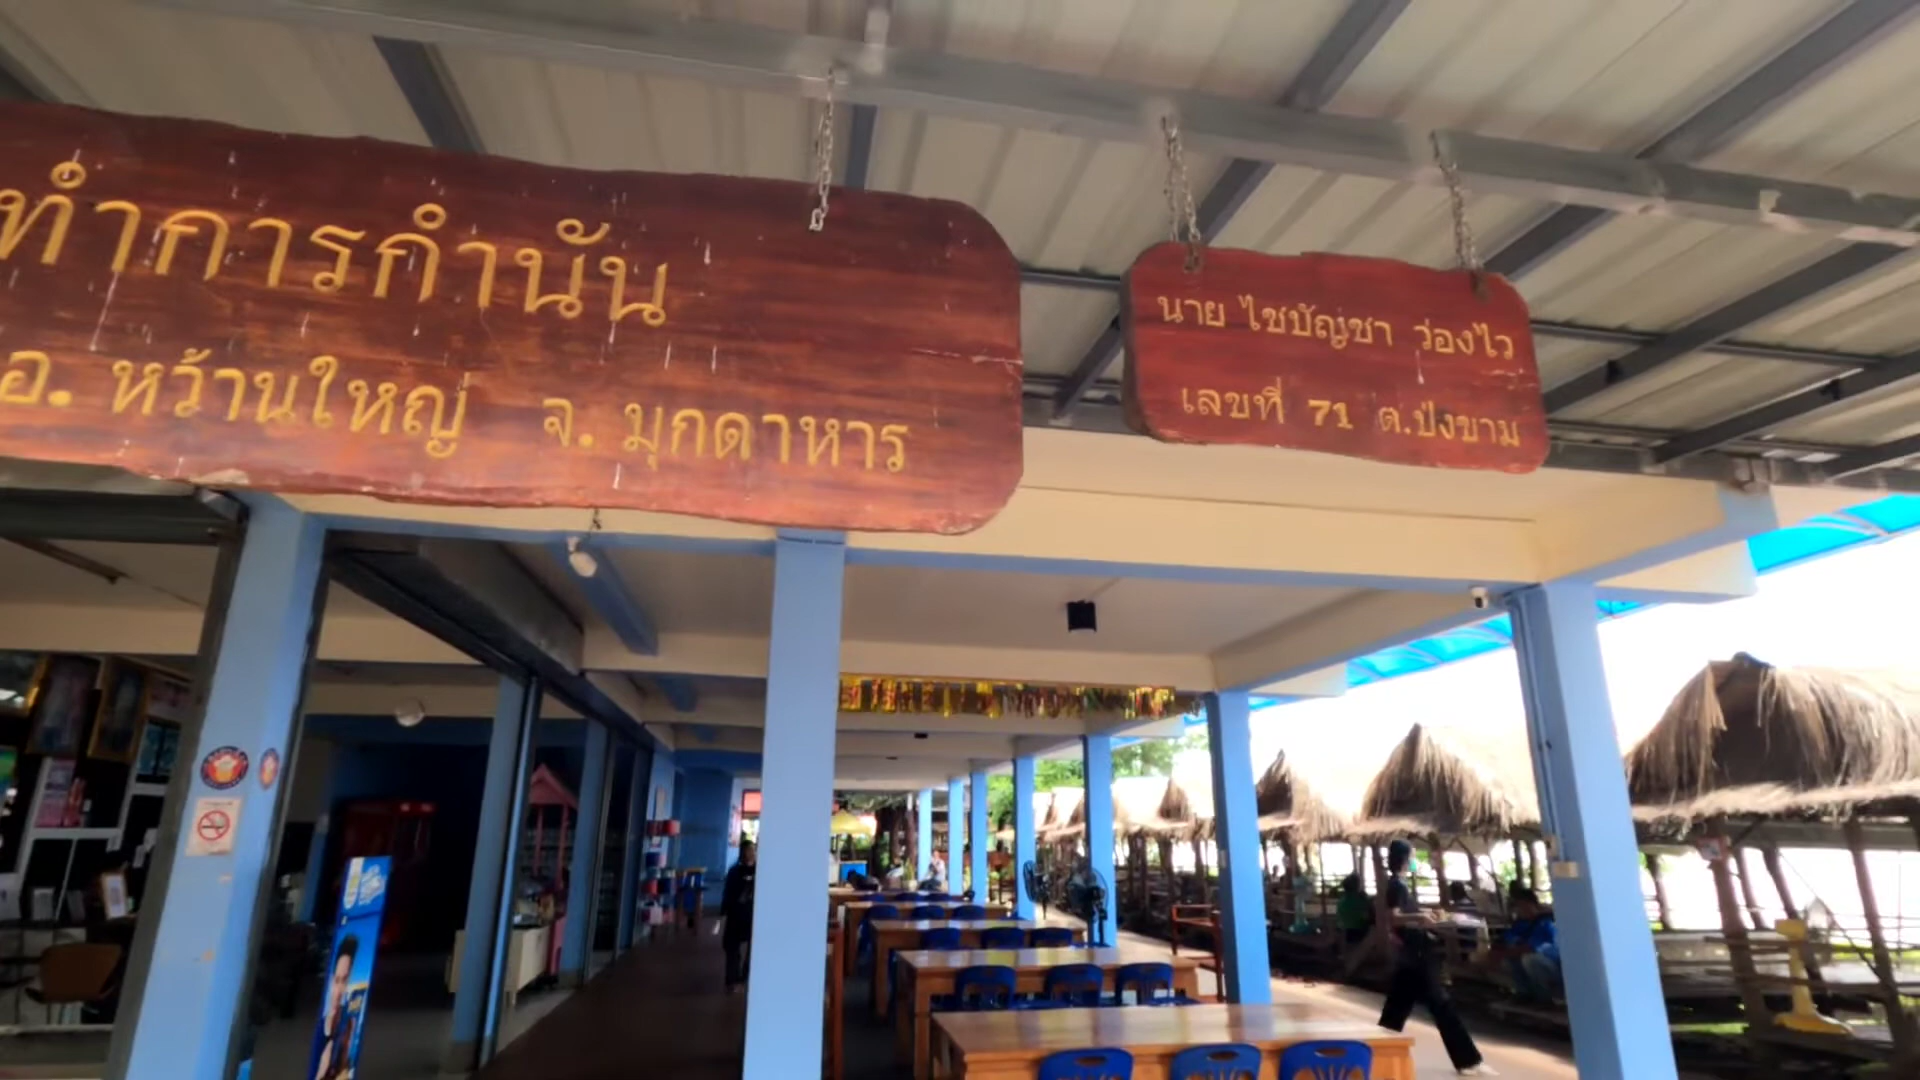 ทำการกำนัน
อ. หว้านใหญ่ จ. มุกดาหาร
นาย ไชบัญชา ว่องไว
เลขที่ 71 ต.ป่งขาม